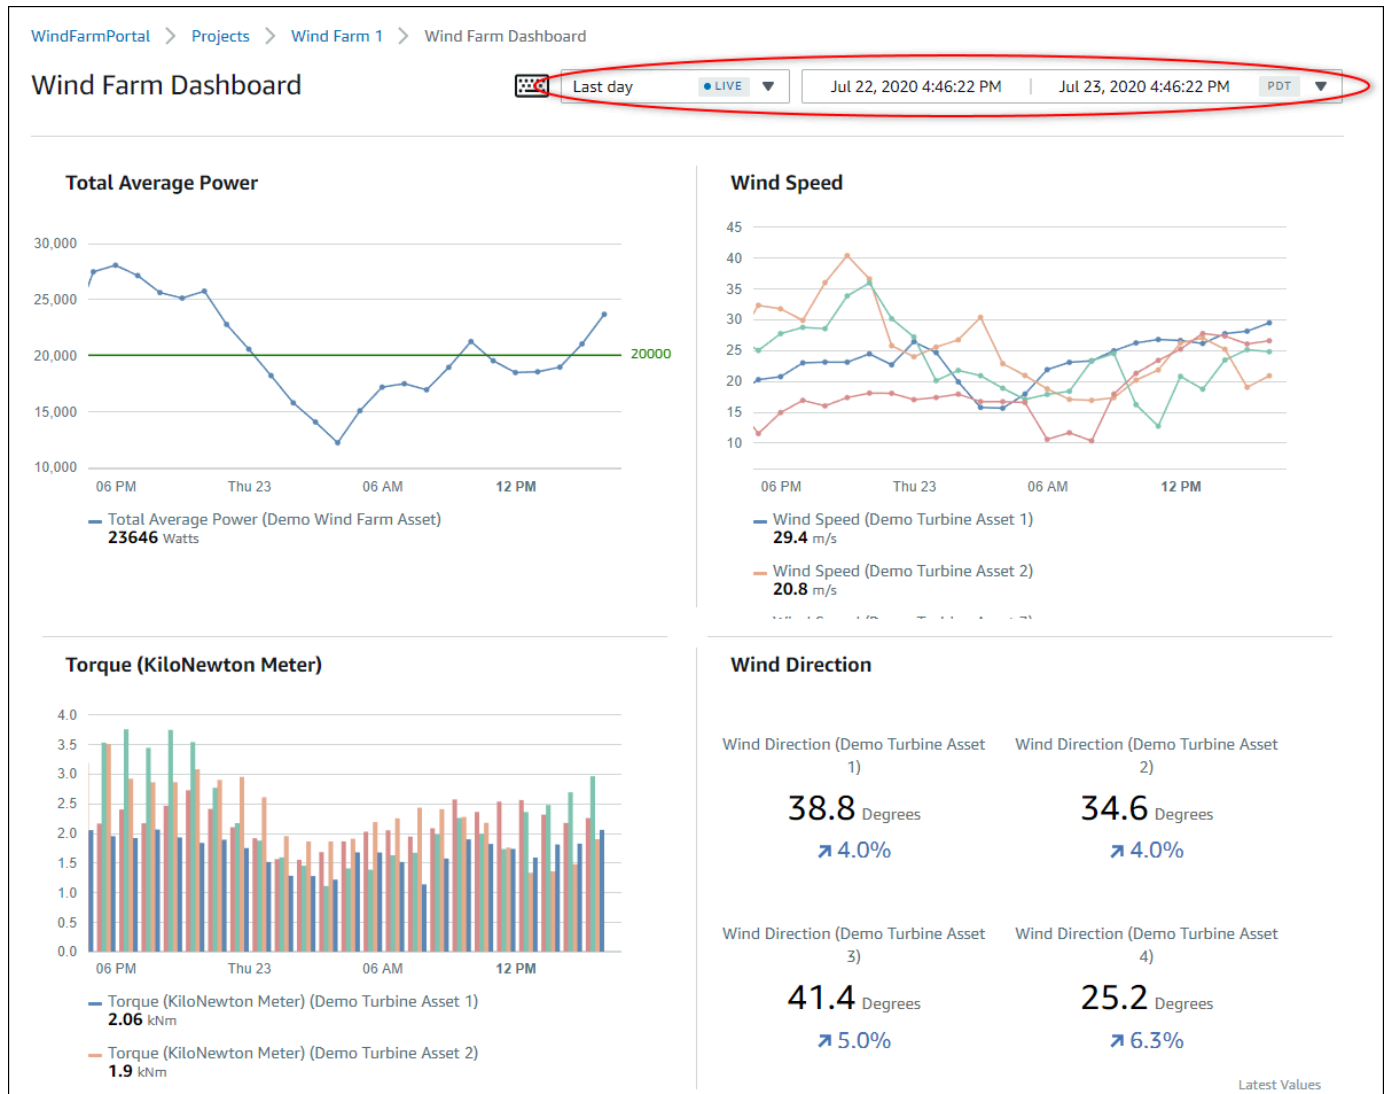 WindFarmPortal > Projects > Wind Farm 1 > Wind Farm Dashboard
Wind Farm Dashboard
Last day LIVE Jul 22, 2020 4:46:22 PM Jul 23, 2020 4:46:22 PM PDT
Total Average Power
30,000
25,000
20,000
15,000
10,000
20000
06 PM Thu 23 06 AM 12 PM
Total Average Power (Demo Wind Farm Asset)
23646 Watts
Wind Speed
45
40
35
30
25
20
15
10
06 PM Thu 23 06 AM 12 PM
Wind Speed (Demo Turbine Asset 1)
29.4 m/s
Wind Speed (Demo Turbine Asset 2)
20.8 m/s
Torque (KiloNewton Meter)
4.0
3.5
3.0
2.5
2.0
1.5
1.0
0.5
0.0
06 PM Thu 23 06 AM 12 PM
Torque (KiloNewton Meter) (Demo Turbine Asset 1)
2.06 kNm
Torque (KiloNewton Meter) (Demo Turbine Asset 2)
1.9 kNm
Wind Direction
Wind Direction (Demo Turbine Asset
1)
38.8 Degrees
4.0%
Wind Direction (Demo Turbine Asset
2)
34.6 Degrees
4.0%
Wind Direction (Demo Turbine Asset
3)
41.4 Degrees
5.0%
Wind Direction (Demo Turbine Asset
4)
25.2 Degrees
6.3%
Latest Values